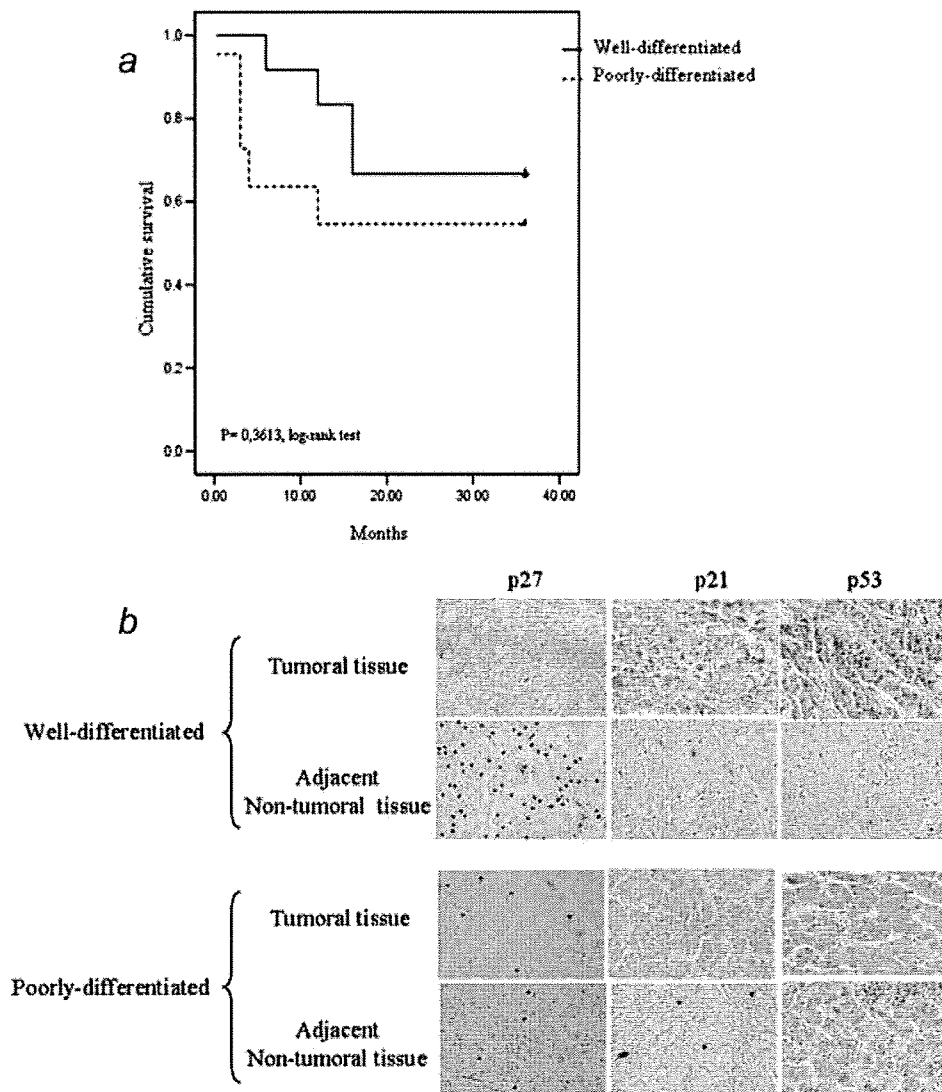 a
1.0
0.8
0.6
0.4
0.2
0.0
Cumulative survival
Well-differentiated
Poorly-differentiated
P= 0,3613, log-rank test
0.00 10.00 20.00 30.00 40.00
Months
b
p27 p21 p53
Well-differentiated
Tumoral tissue
Adjacent
Non-tumoral tissue
Poorly-differentiated
Tumoral tissue
Adjacent
Non-tumoral tissue